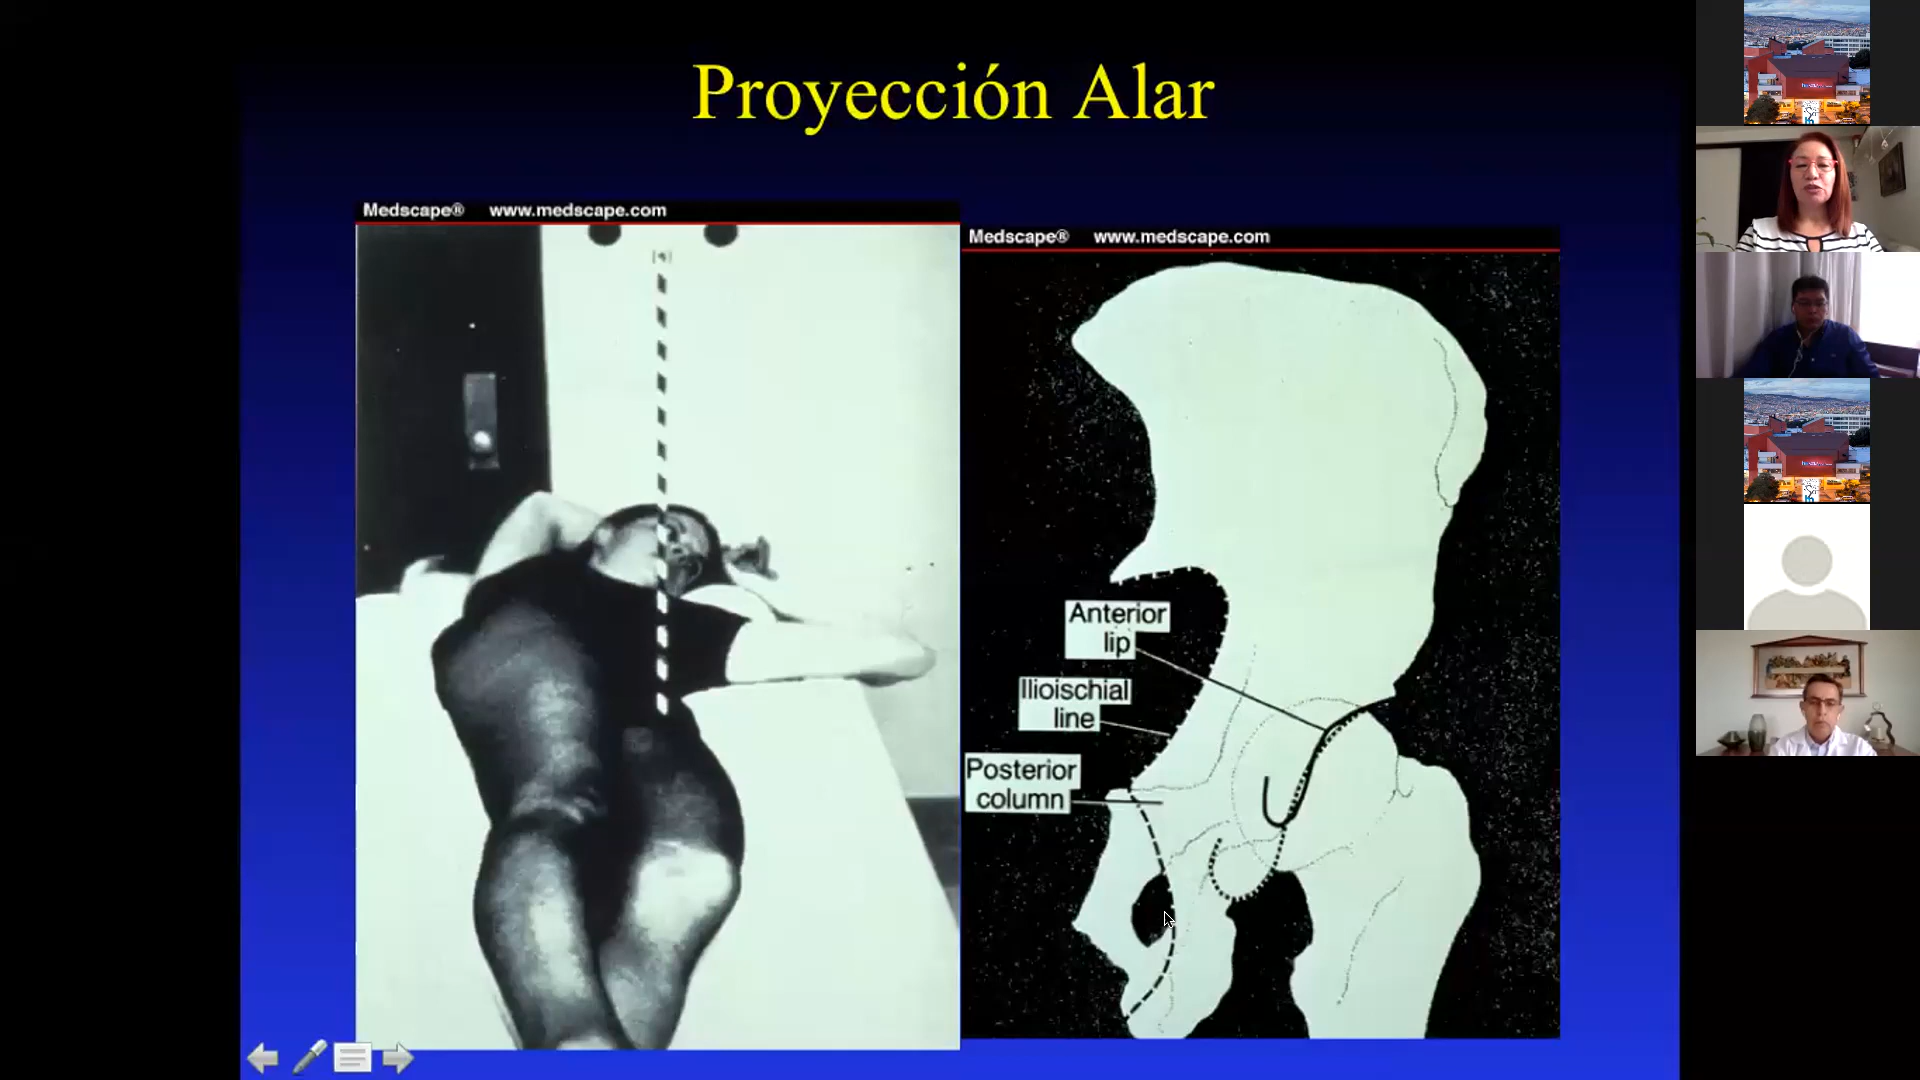 Proyección Alar
Medscape® www.medscape.com
Medscape® www.medscape.com
Anterior
lip
Ilioischial
line
Posterior
column